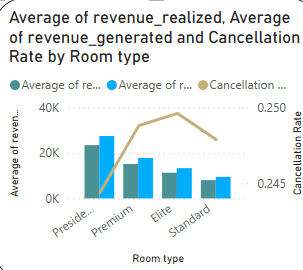 Average of revenue_realized, Average
of revenue_generated and Cancellation
Rate by Room type
Average of re... Average of r... Cancellation ...
40K
20K
0K
0.250
0.245
Average of reven...
Cancellation Rate
Preside...
Premium
Elite
Standard
Room type